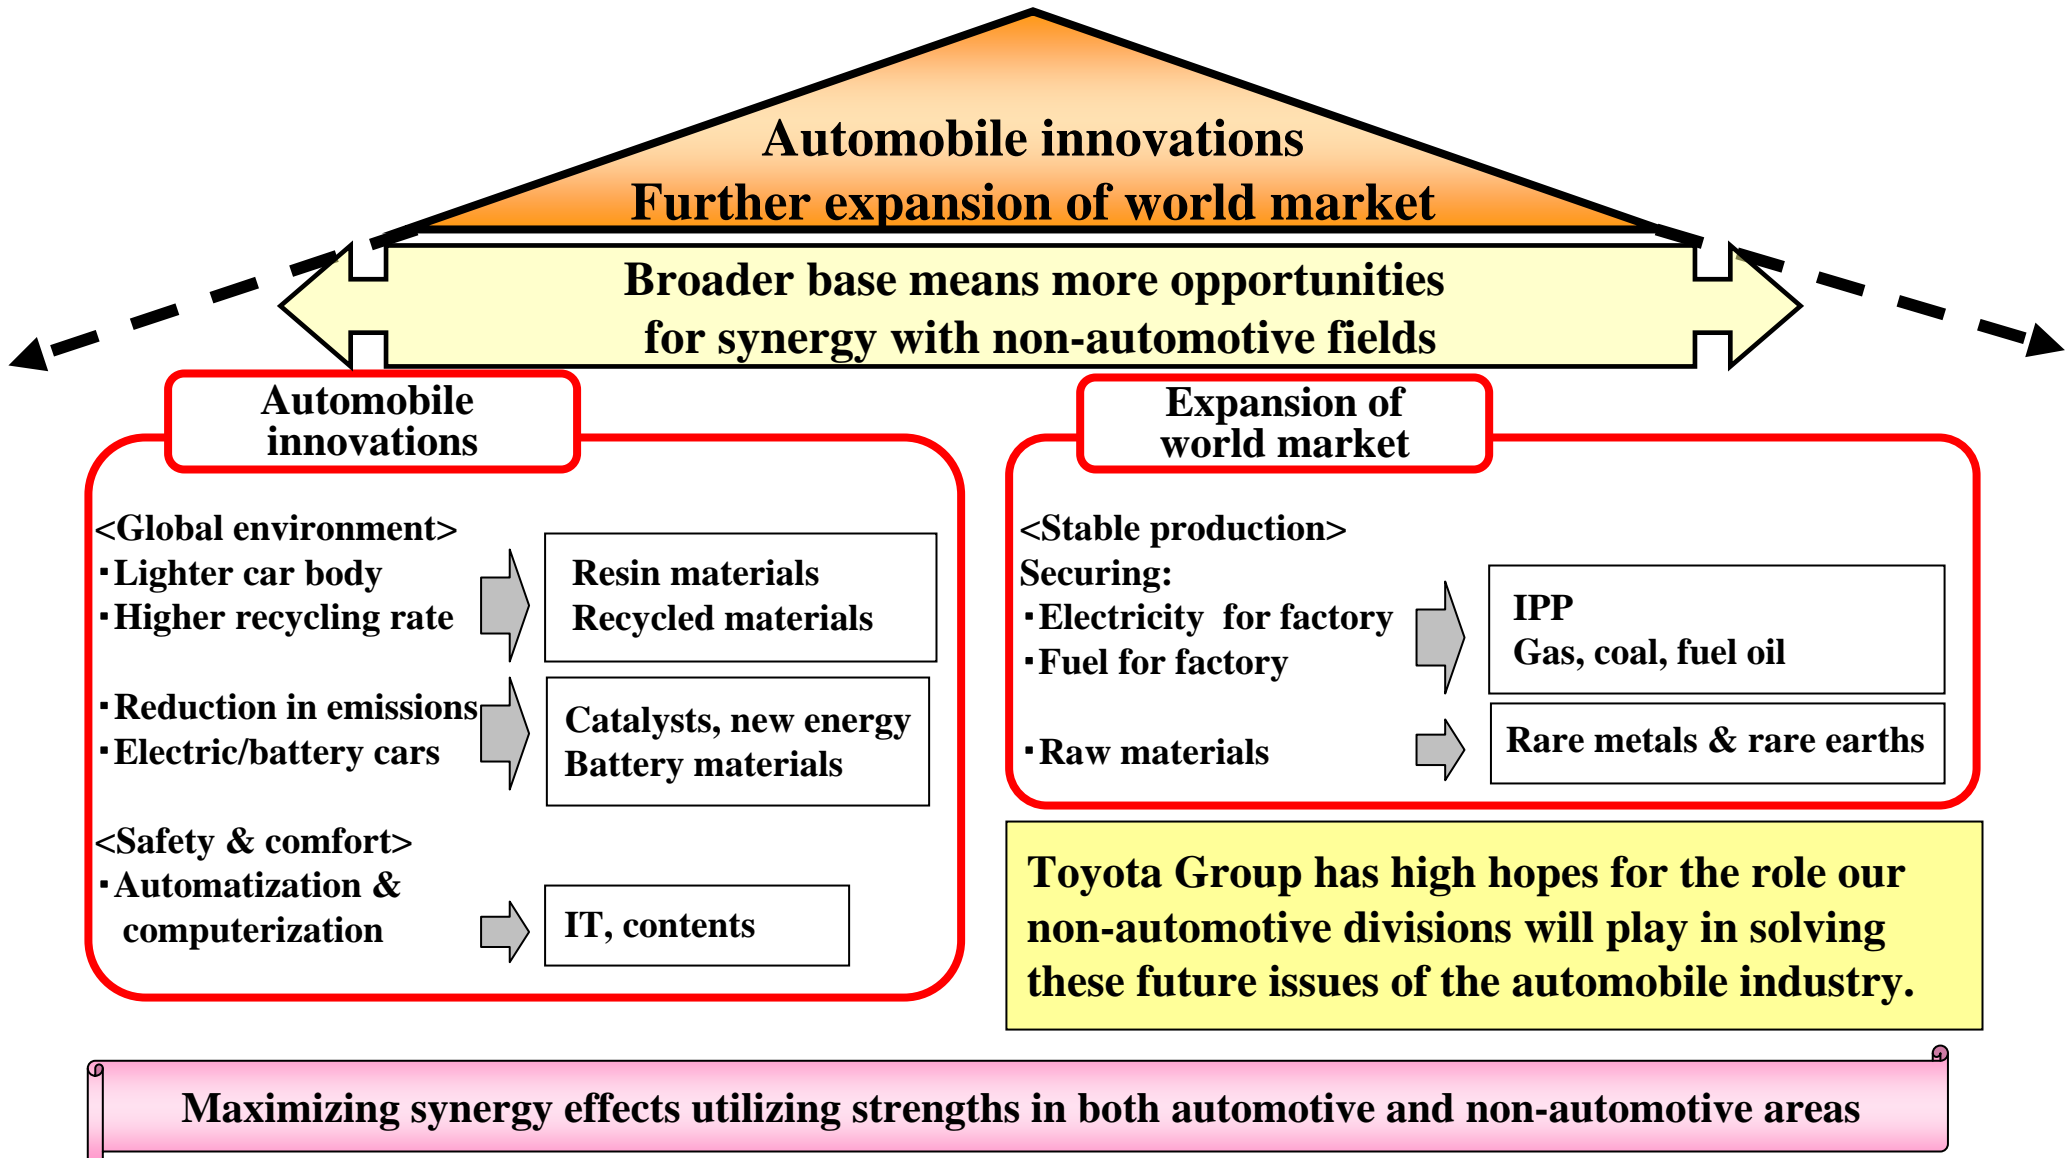 Automobile innovations
Further expansion of world market
Broader base means more opportunities
for synergy with non-automotive fields
Automobile
innovations
<Global environment>
・Lighter car body
・Higher recycling rate
Resin materials
Recycled materials
・Reduction in emissions
・Electric/battery cars
Catalysts, new energy
Battery materials
<Safety & comfort>
・Automatization &
computerization
IT, contents
Expansion of
world market
<Stable production>
Securing:
・Electricity for factory
・Fuel for factory
IPP
Gas, coal, fuel oil
・Raw materials
Rare metals & rare earths
Toyota Group has high hopes for the role our
non-automotive divisions will play in solving
these future issues of the automobile industry.
Maximizing synergy effects utilizing strengths in both automotive and non-automotive areas